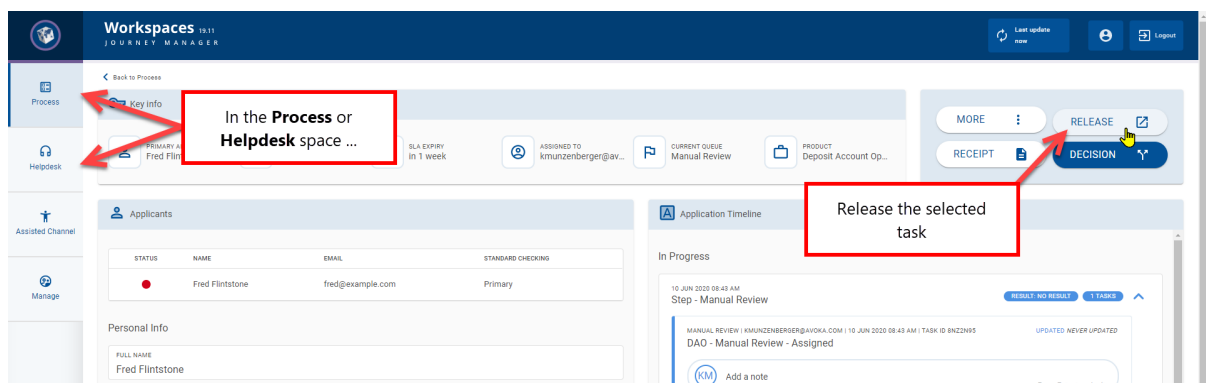 Workspaces 19.11
JOURNEY MANAGER
Last update
now
Logout
Process
Helpdesk
Assisted Channel
Manage
Back to Process
Key info
In the Process or
Helpdesk space ...
PRIMARY
Fred
SLA EXPIRY
in 1 week
ASSIGNED TO
kmunzenberger@av...
CURRENT QUEUE
Manual Review
PRODUCT
Deposit Account Op...
MORE
RELEASE
RECEIPT
DECISION
Release the selected
task
Applicants
STATUS NAME EMAIL STANDARD CHECKING
Fred Flintstone fred@example.com Primary
Personal Info
FULL NAME
Fred Flintstone
Application Timeline
In Progress
10 JUN 2020 08:43 AM
Step - Manual Review
RESULT: NO RESULT 1 TASKS
MANUAL REVIEW | KMUNZENBERGER@AVOKA.COM | 10 JUN 2020 08:43 AM | TASK ID 8NZ2N95 UPDATED NEVER UPDATED
DAO - Manual Review - Assigned
KM Add a note